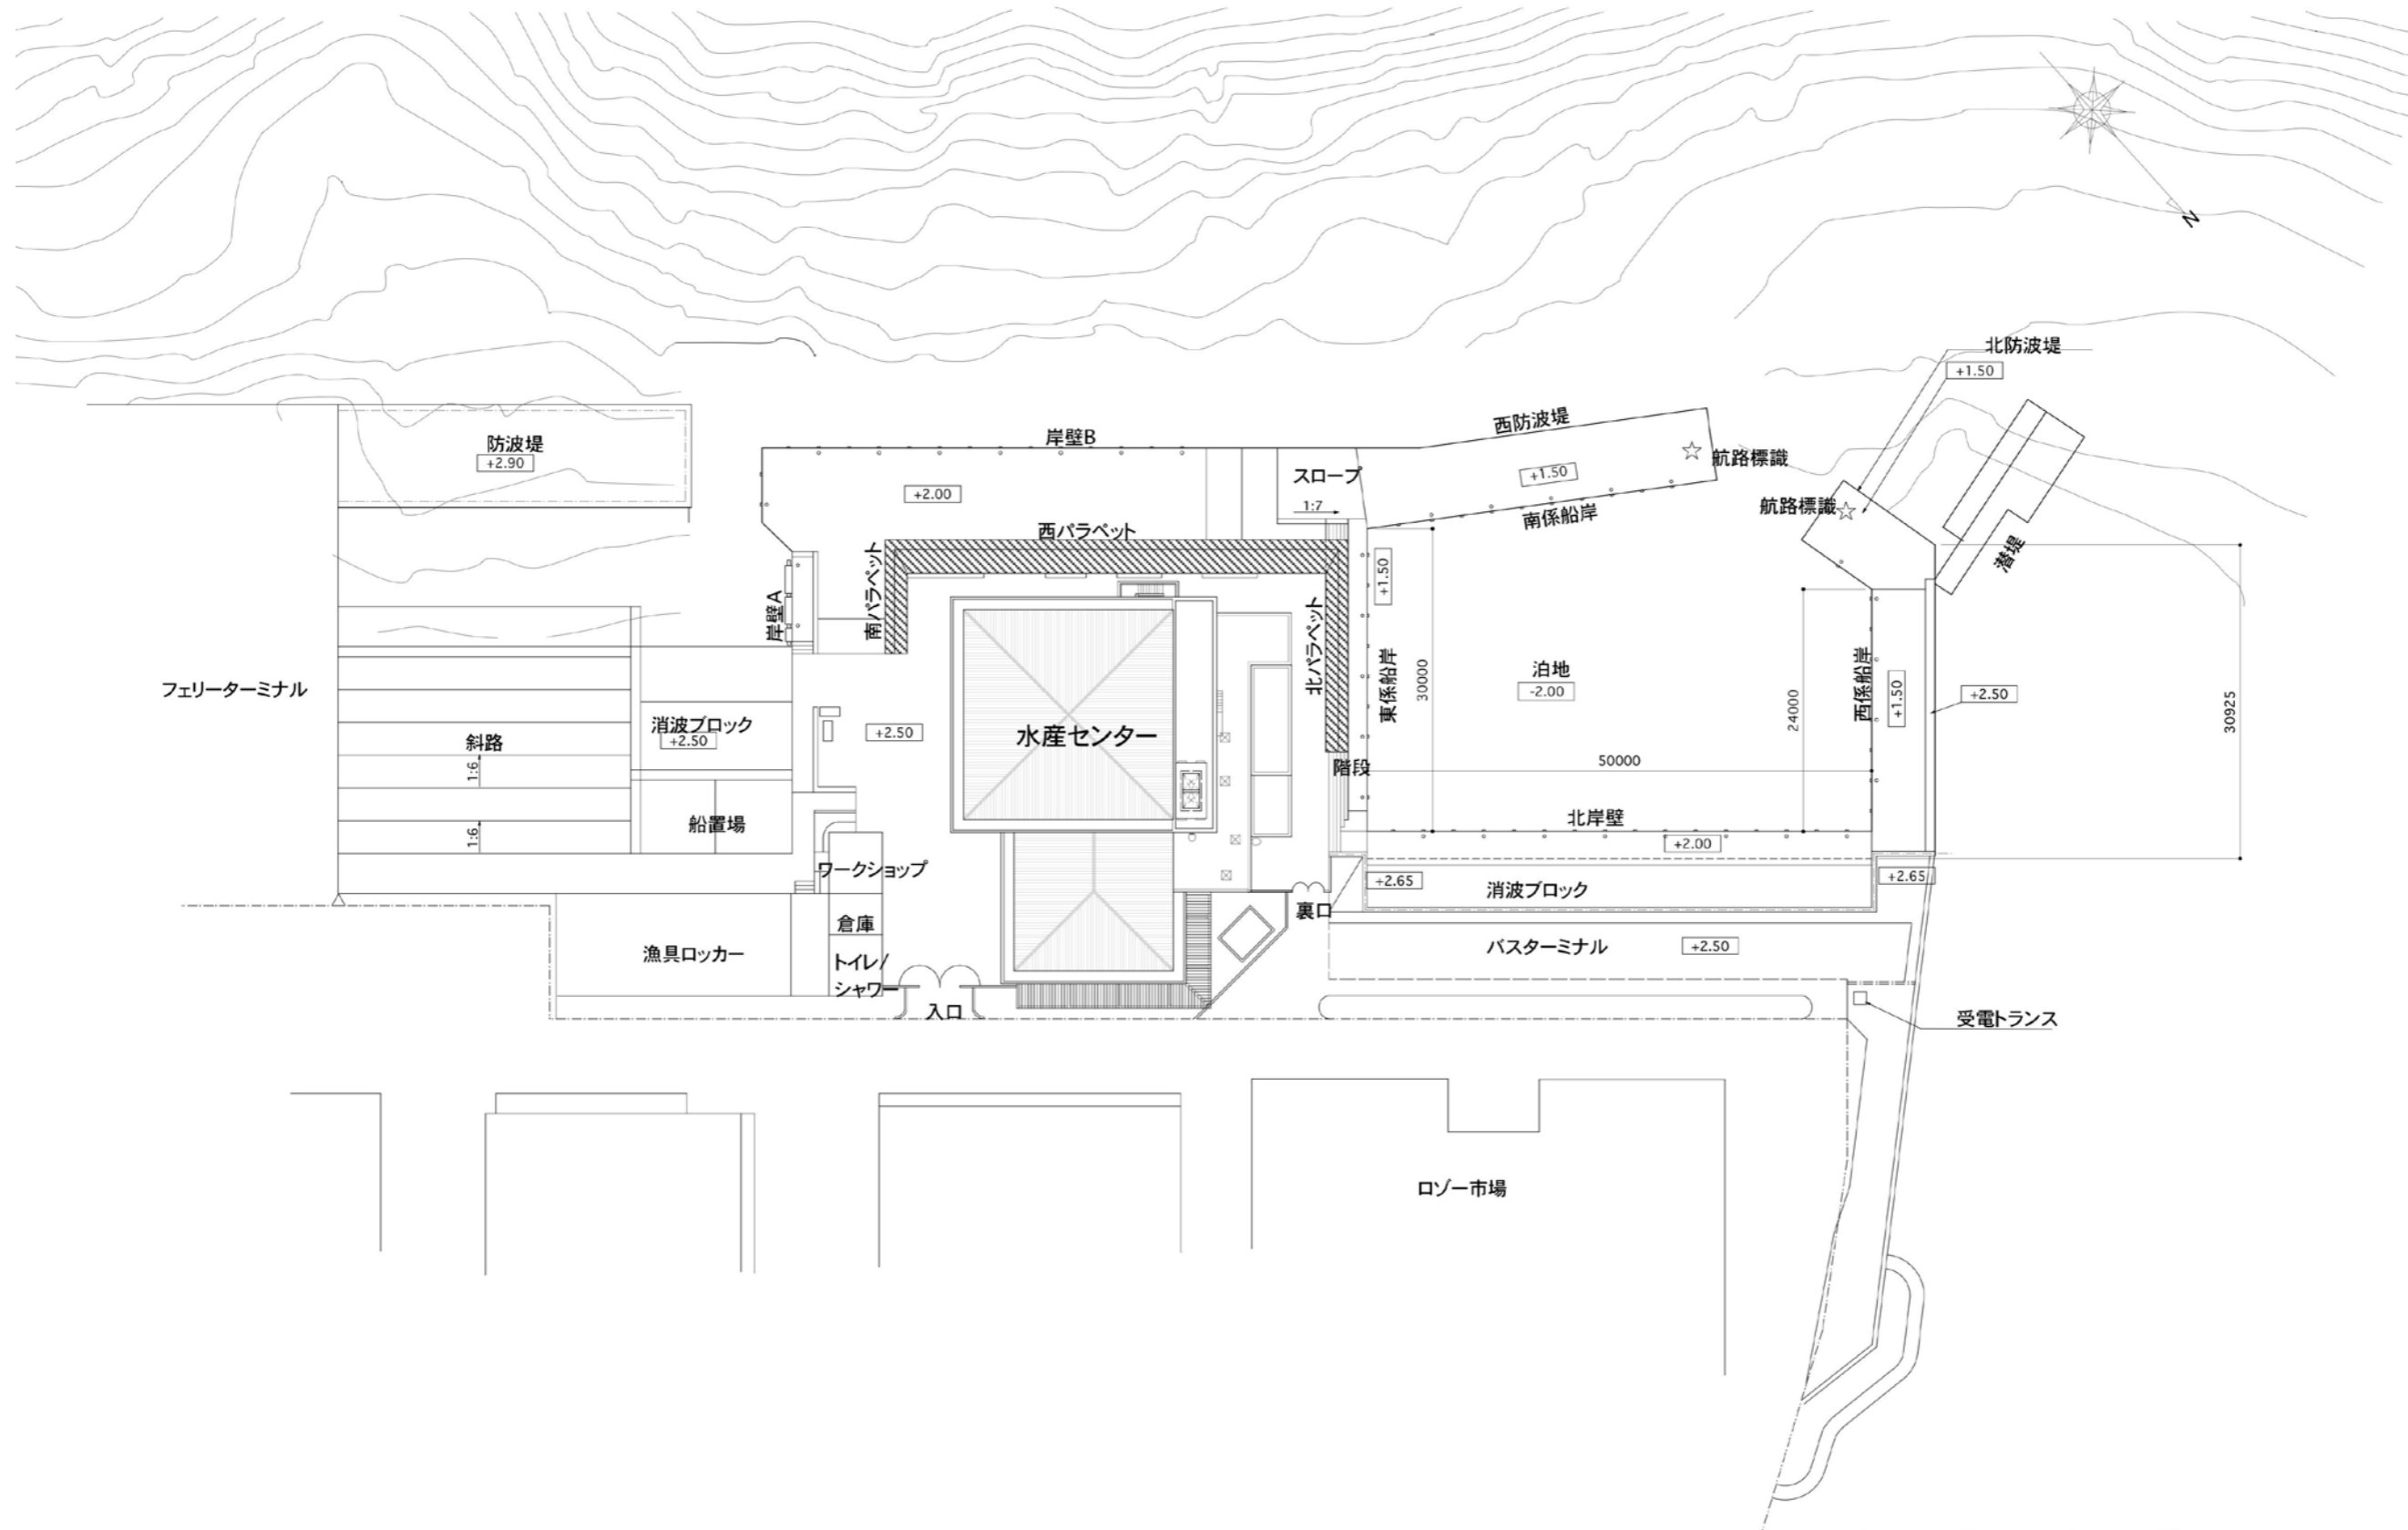 N
北防波堤
+1.50
防波堤
+2.90
岸壁B
西防波堤
航路標識
スロープ
1:7
+1.50
+2.00
航路標識
南係船岸
西パラペット
潜堤
南パラペット
岸壁A
北パラペット
+1.50
東係船岸
30000
泊地
-2.00
24000
西係船岸
+1.50
+2.50
30925
フェリーターミナル
消波ブロック
+2.50
斜路
1:6
+2.50
水産センター
階段
50000
船置場
1:6
北岸壁
+2.00
ワークショップ
+2.65
消波ブロック
+2.65
倉庫
裏口
漁具ロッカー
トイレ/
シャワー
バスターミナル
+2.50
入口
受電トランス
ロゾー市場